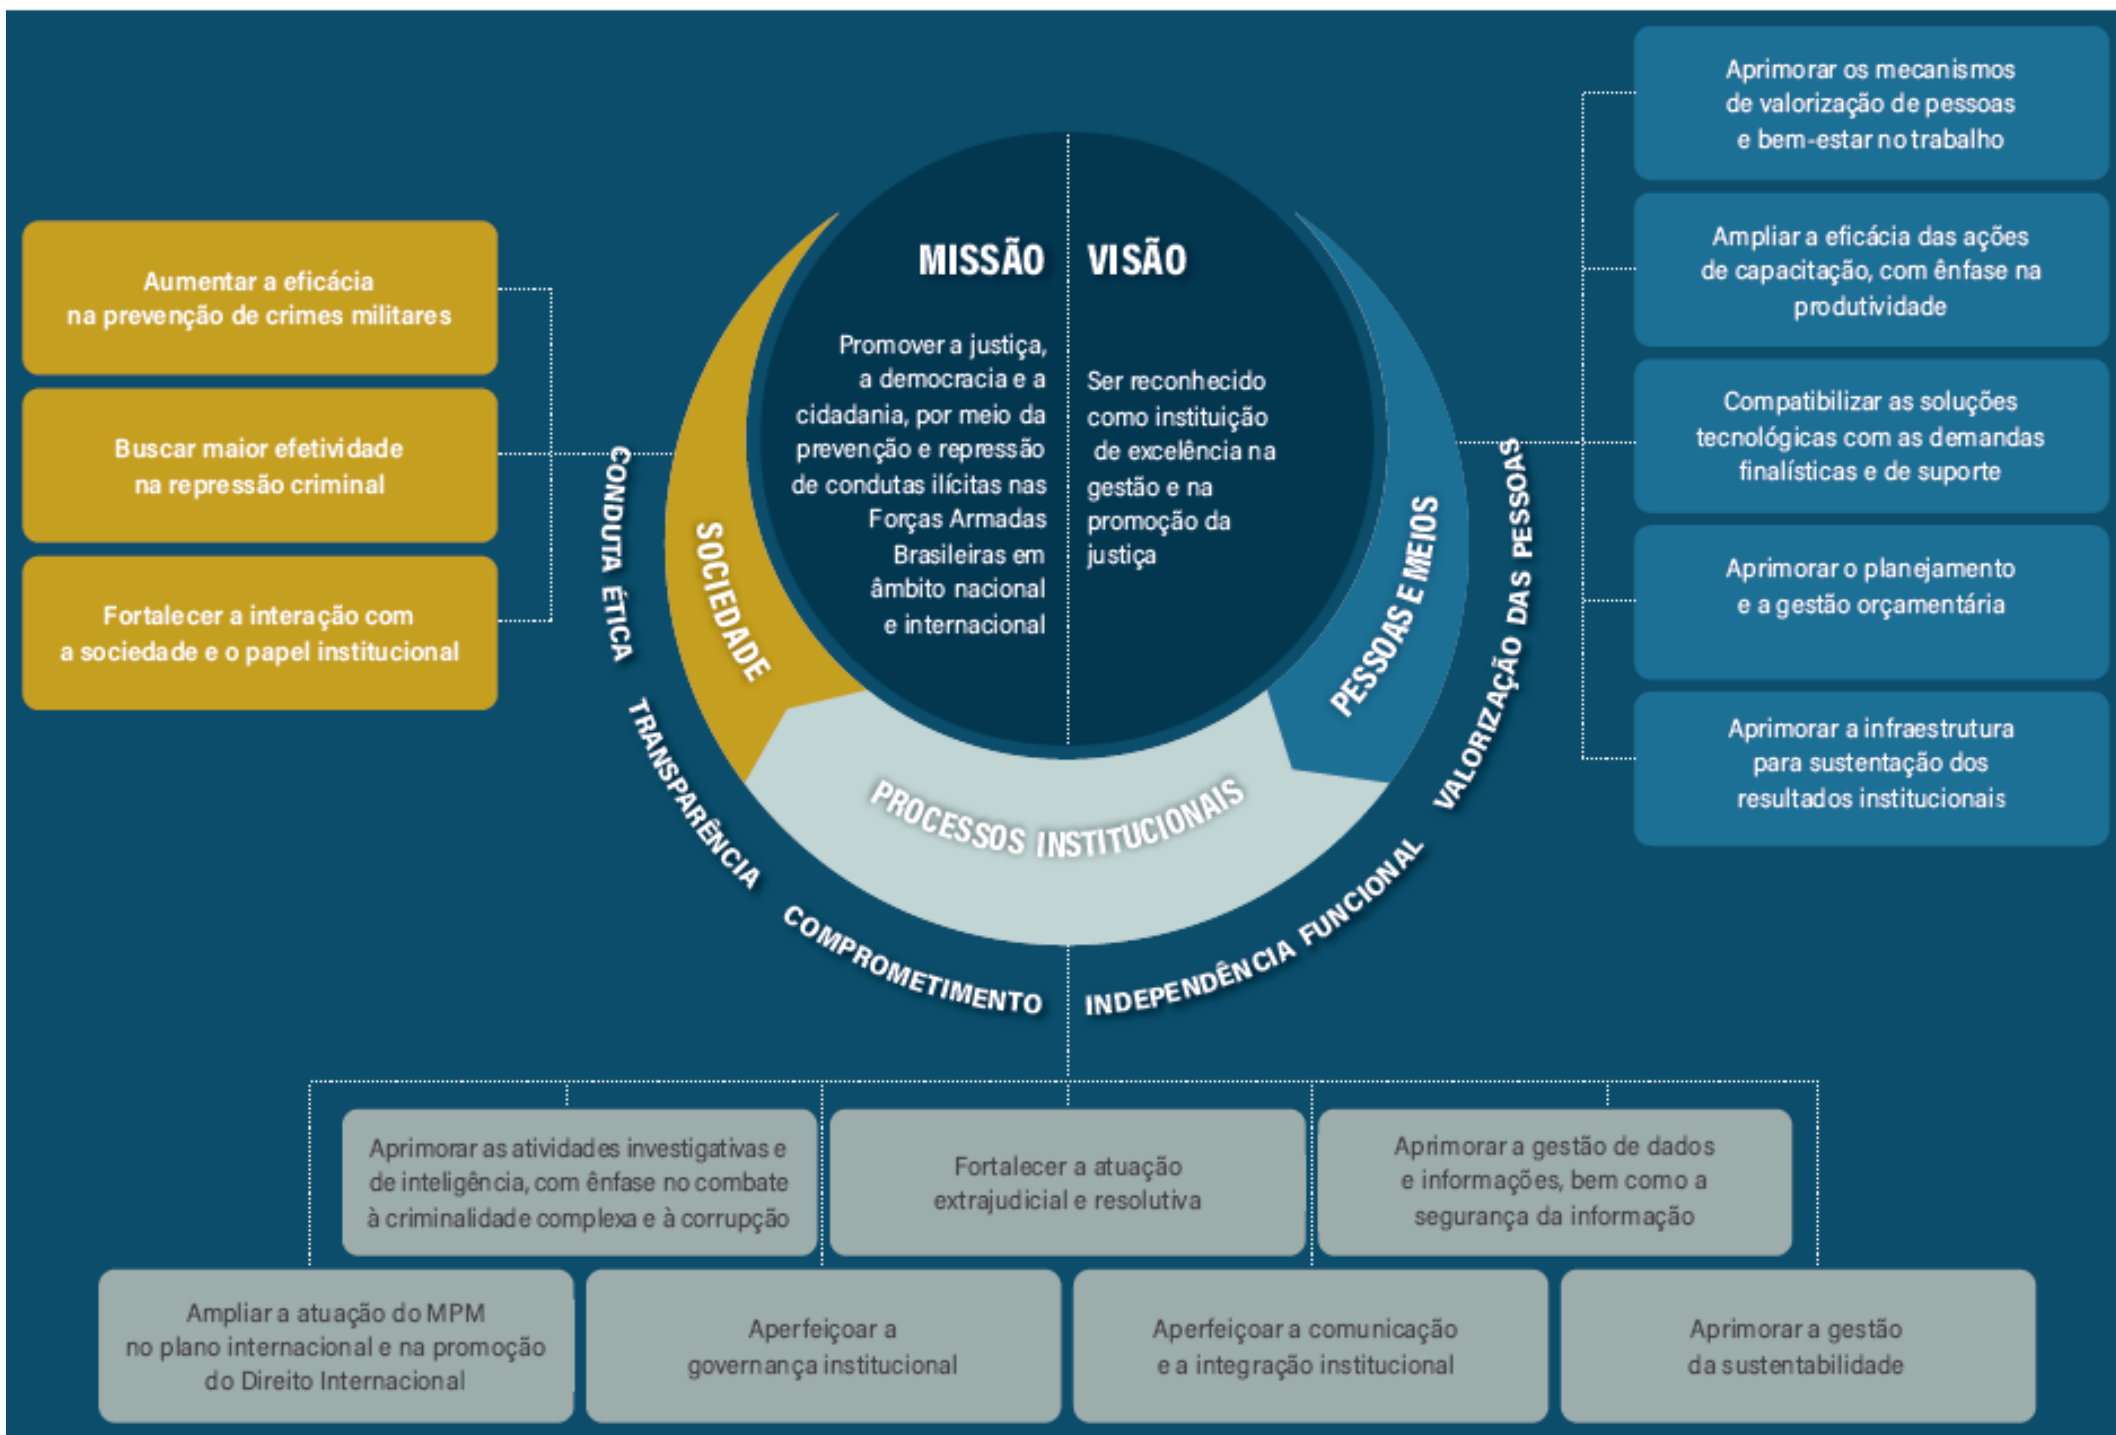 Aumentar a eficácia
na prevenção de crimes militares
Buscar maior efetividade
na repressão criminal
Fortalecer a interação com
a sociedade e o papel institucional
MISSÃO
Promover a justiça,
a democracia e a
cidadania, por meio da
prevenção e repressão
de condutas ilícitas nas
Forças Armadas
Brasileiras em
âmbito nacional
e internacional
VISÃO
Ser reconhecido
como instituição
de excelência na
gestão e na
promoção da
justiça
SOCIEDADE
PROCESSOS INSTITUCIONAIS
PESSOAS E MEIOS
CONDUTA ÉTICA
TRANSPARÊNCIA
COMPROMETIMENTO
INDEPENDÊNCIA FUNCIONAL
VALORIZAÇÃO DAS PESSOAS
Aprimorar os mecanismos
de valorização de pessoas
e bem-estar no trabalho
Ampliar a eficácia das ações
de capacitação, com ênfase na
produtividade
Compatibilizar as soluções
tecnológicas com as demandas
finalísticas e de suporte
Aprimorar o planejamento
e a gestão orçamentária
Aprimorar a infraestrutura
para sustentação dos
resultados institucionais
Aprimorar as atividades investigativas e
de inteligência, com ênfase no combate
à criminalidade complexa e à corrupção
Fortalecer a atuação
extrajudicial e resolutiva
Aprimorar a gestão de dados
e informações, bem como a
segurança da informação
Ampliar a atuação do MPM
no plano internacional e na promoção
do Direito Internacional
Aperfeiçoar a
governança institucional
Aperfeiçoar a comunicação
e a integração institucional
Aprimorar a gestão
da sustentabilidade